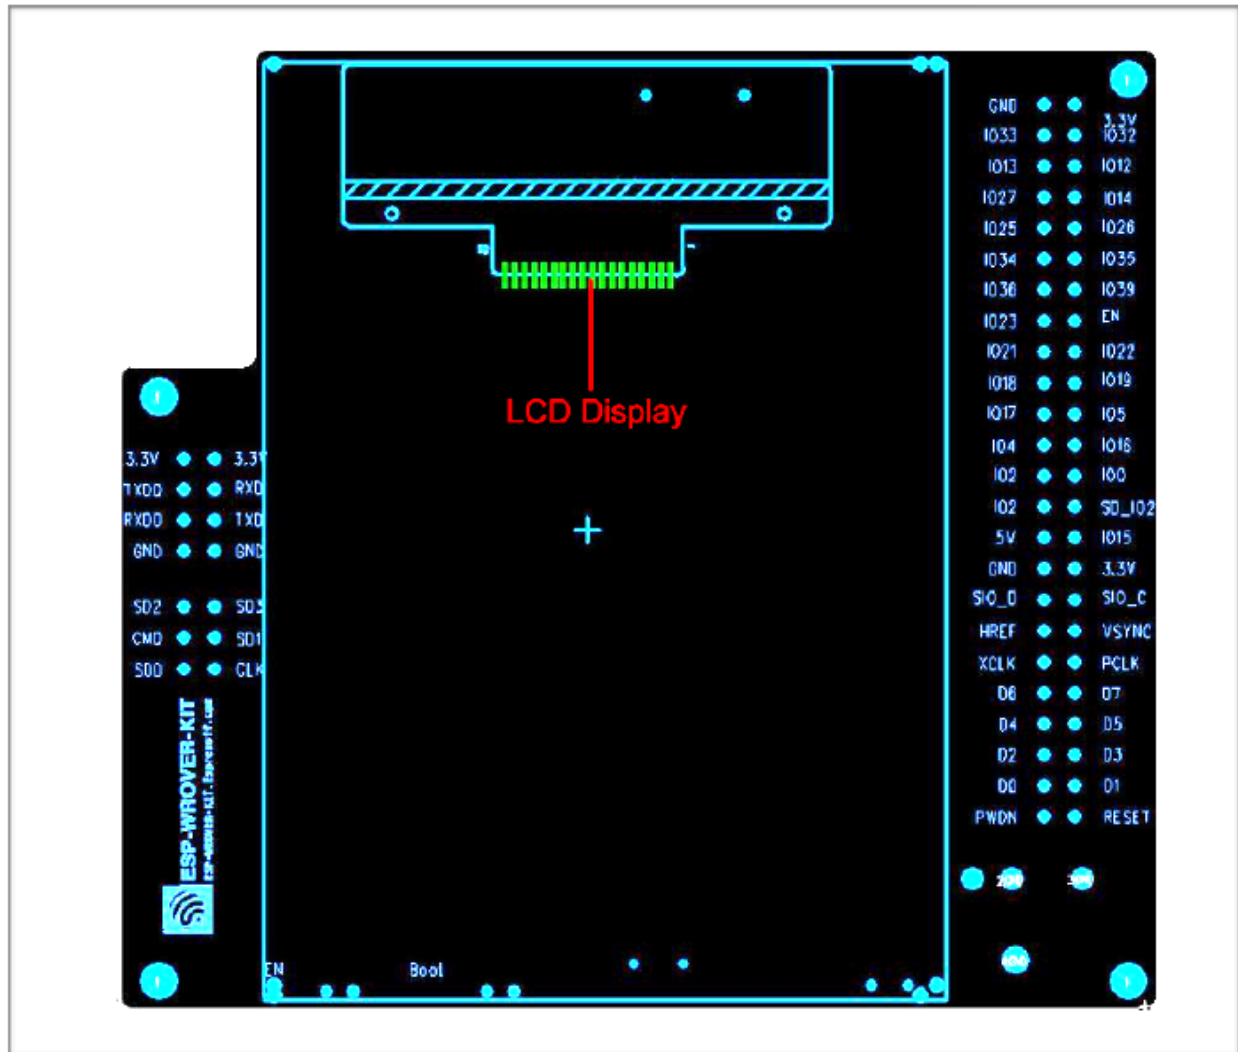 GND 3.3V
IO33 IO32
IO13 IO12
IO27 IO14
IO25 IO26
IO34 IO35
IO36 IO39
IO23 EN
IO21 IO22
IO18 IO19
IO17 IO5
IO4 IO16
IO2 IO0
IO2 SD_IO2
5V IO15
GND 3.3V
SIO_D SIO_C
HREF VSYNC
XCLK PCLK
D6 D7
D4 D5
D2 D3
D0 D1
PWDN RESET
LCD Display
3.3V 3.3V
TXD0 RXD
RXD0 TXD
GND GND
SD2 SD3
CMD SD1
SD0 CLK
ESP-WROVER-KIT
EN Boot